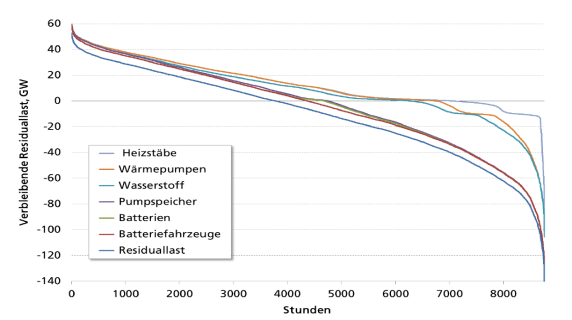 60
40
20
0
-20
-40
-60
-80
-100
-120
-140
Verbleibende Residuallast, GW
Heizstäbe
Wärmepumpen
Wasserstoff
Pumpspeicher
Batterien
Batteriefahrzeuge
Residuallast
0 1000 2000 3000 4000 5000 6000 7000 8000
Stunden